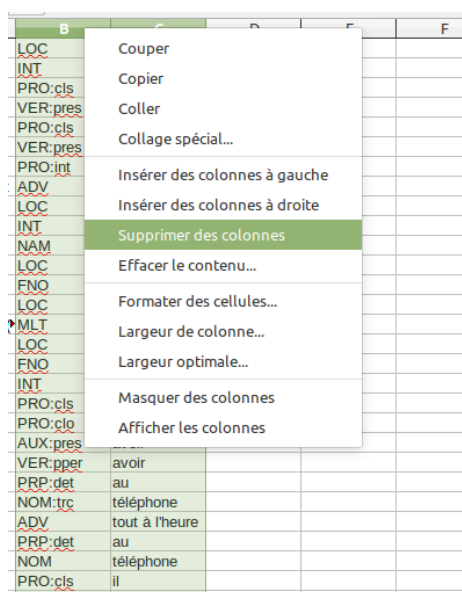 B F
LOC
INT
PRO:cls
VER:pres
PRO:cls
VER:pres
PRO:int
ADV
LOC
INT
NAM
LOC
FNO
LOC
MLT
LOC
FNO
INT
PRO:cls
PRO:clo
AUX:pres
VER:pper avoir
PRP:det au
NOM:trc téléphone
ADV tout à l'heure
PRP:det au
NOM téléphone
PRO:cls il
Couper
Copier
Coller
Collage spécial...
Insérer des colonnes à gauche
Insérer des colonnes à droite
Supprimer des colonnes
Effacer le contenu...
Formater des cellules...
Largeur de colonne...
Largeur optimale...
Masquer des colonnes
Afficher les colonnes